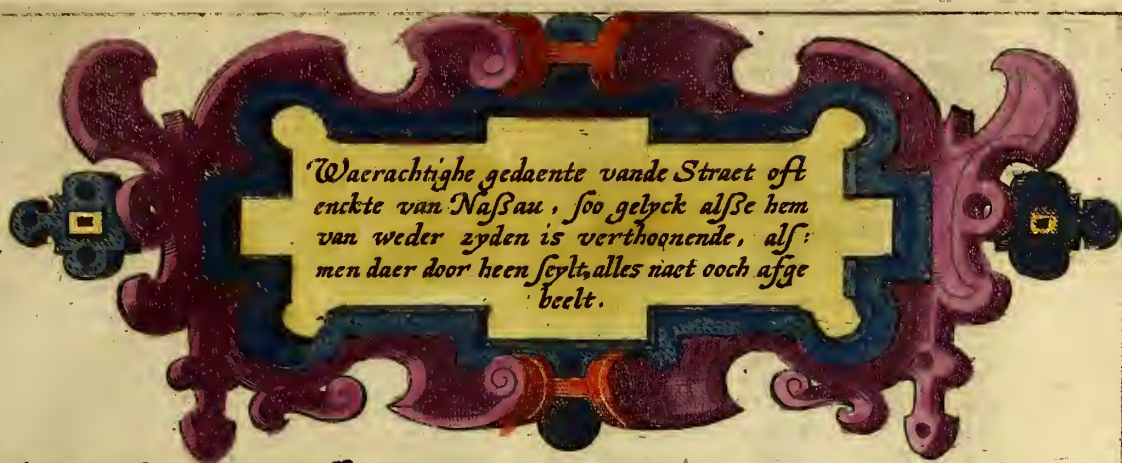 Waerachtighe gedaente vande Straet oft
enckte van Naßau, soo gelyck alße hem
van weder zyden is verthoonende, als:
men daer door heen seylt, alles naet ooch afge
beelt.